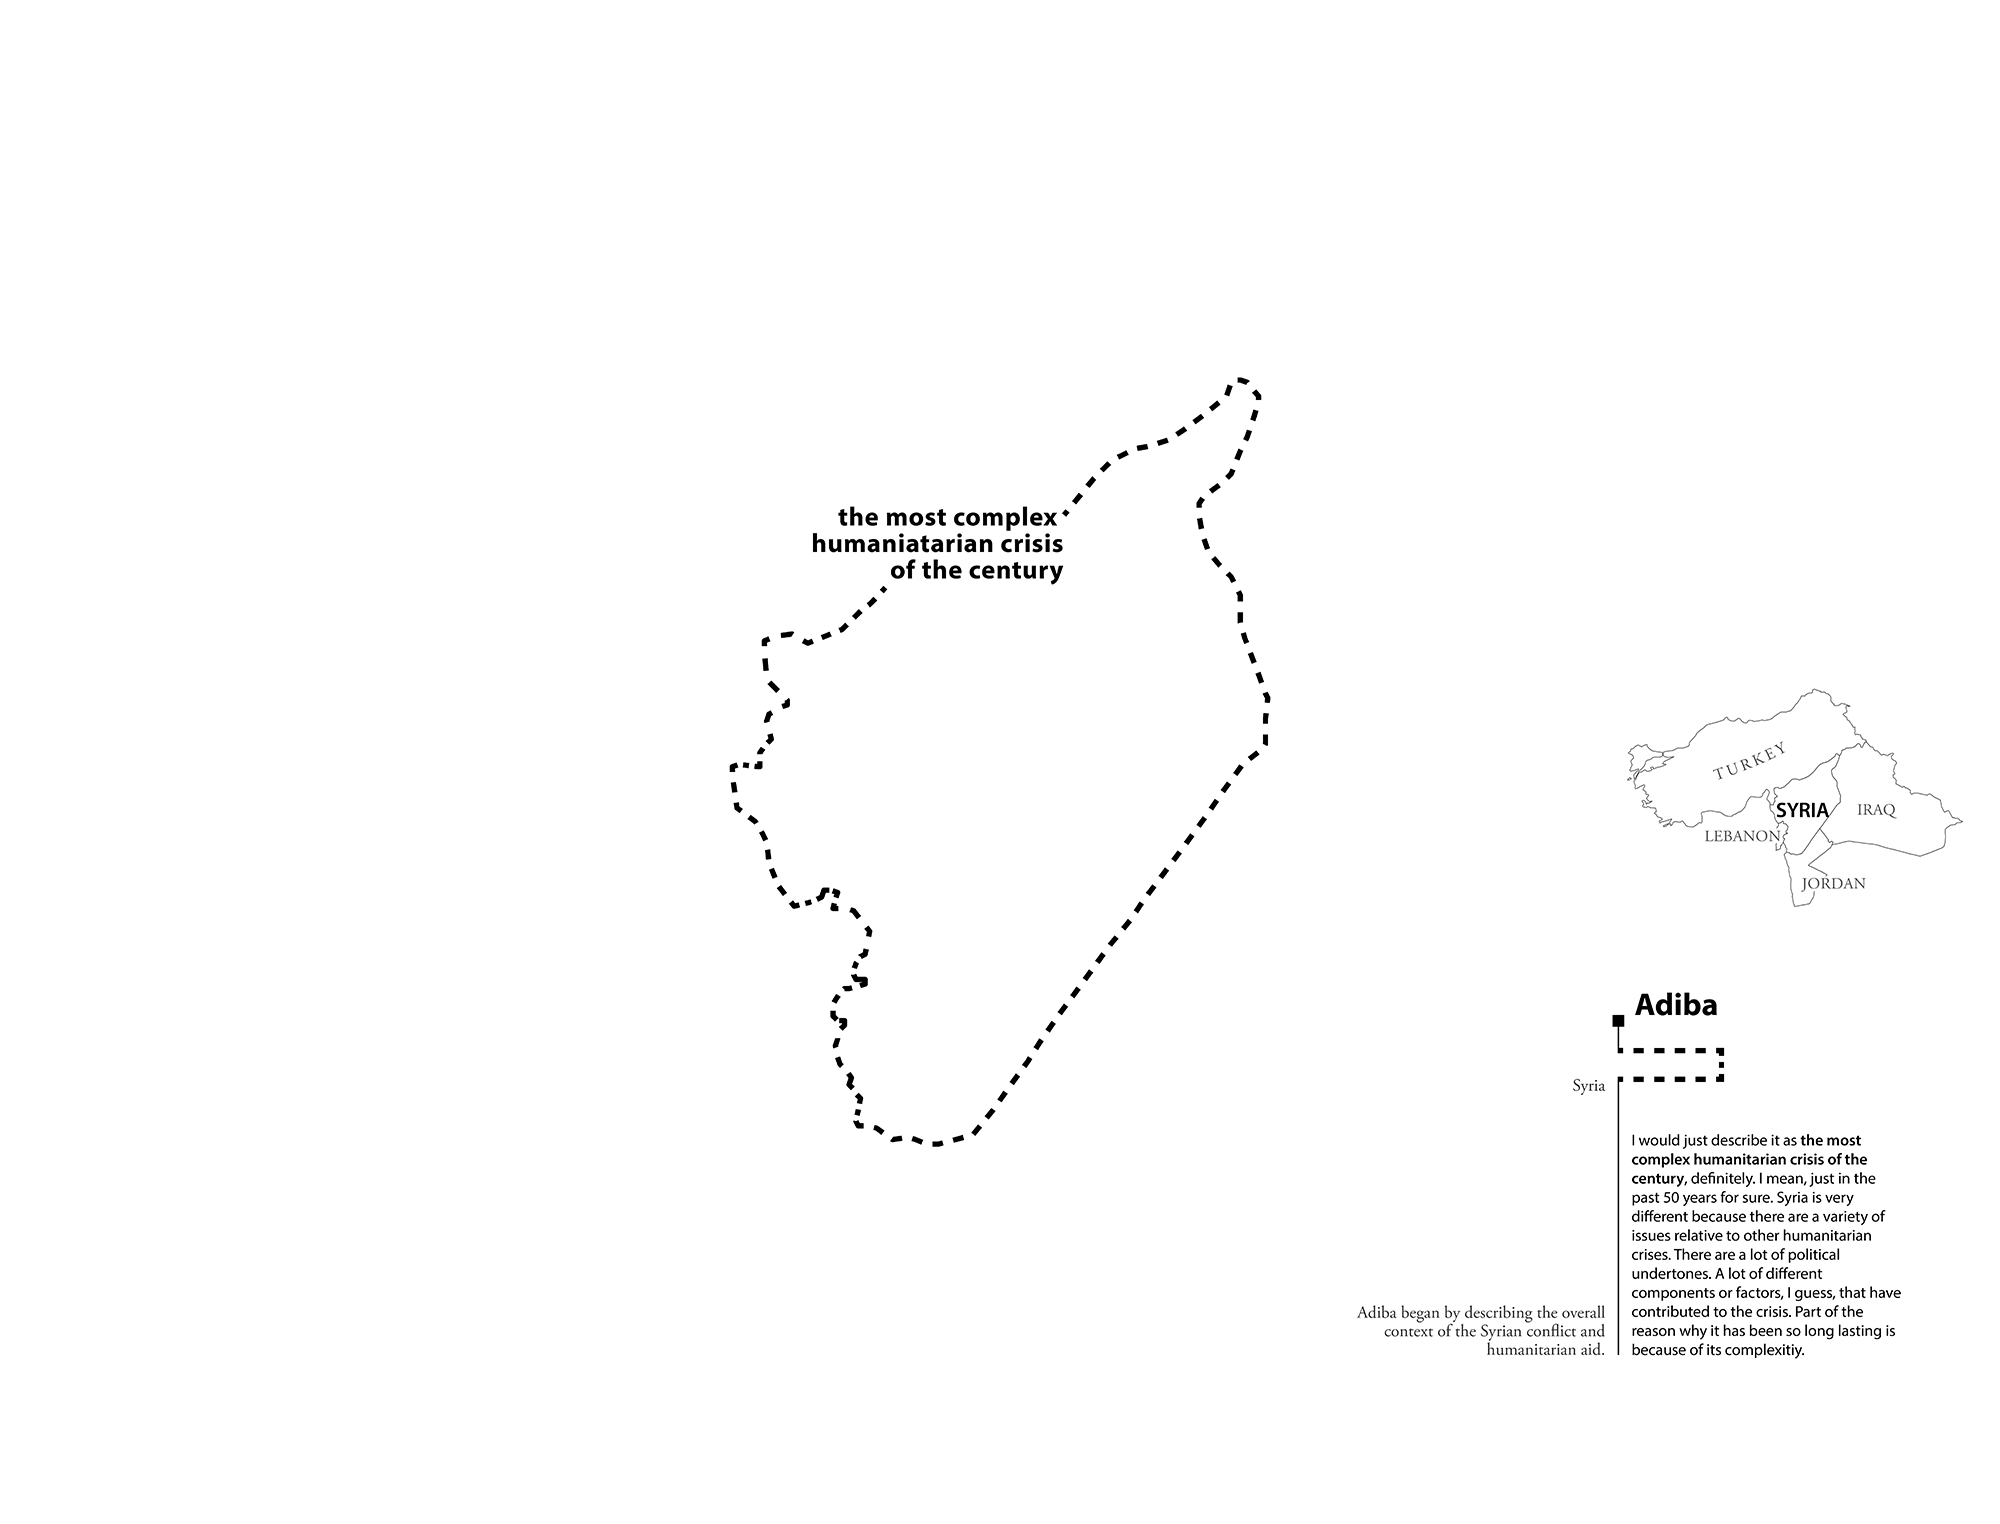 the most complex
humaniatarian crisis
of the century
TURKEY
SYRIA
IRAQ
LEBANON
JORDAN
Adiba
Syria
I would just describe it as the most
complex humanitarian crisis of the
century, definitely. I mean, just in the
past 50 years for sure. Syria is very
different because there are a variety of
issues relative to other humanitarian
crises. There are a lot of political
undertones. A lot of different
components or factors, I guess, that have
contributed to the crisis. Part of the
reason why it has been so long lasting is
because of its complexitiy.
Adiba began by describing the overall
context of the Syrian conflict and
humanitarian aid.